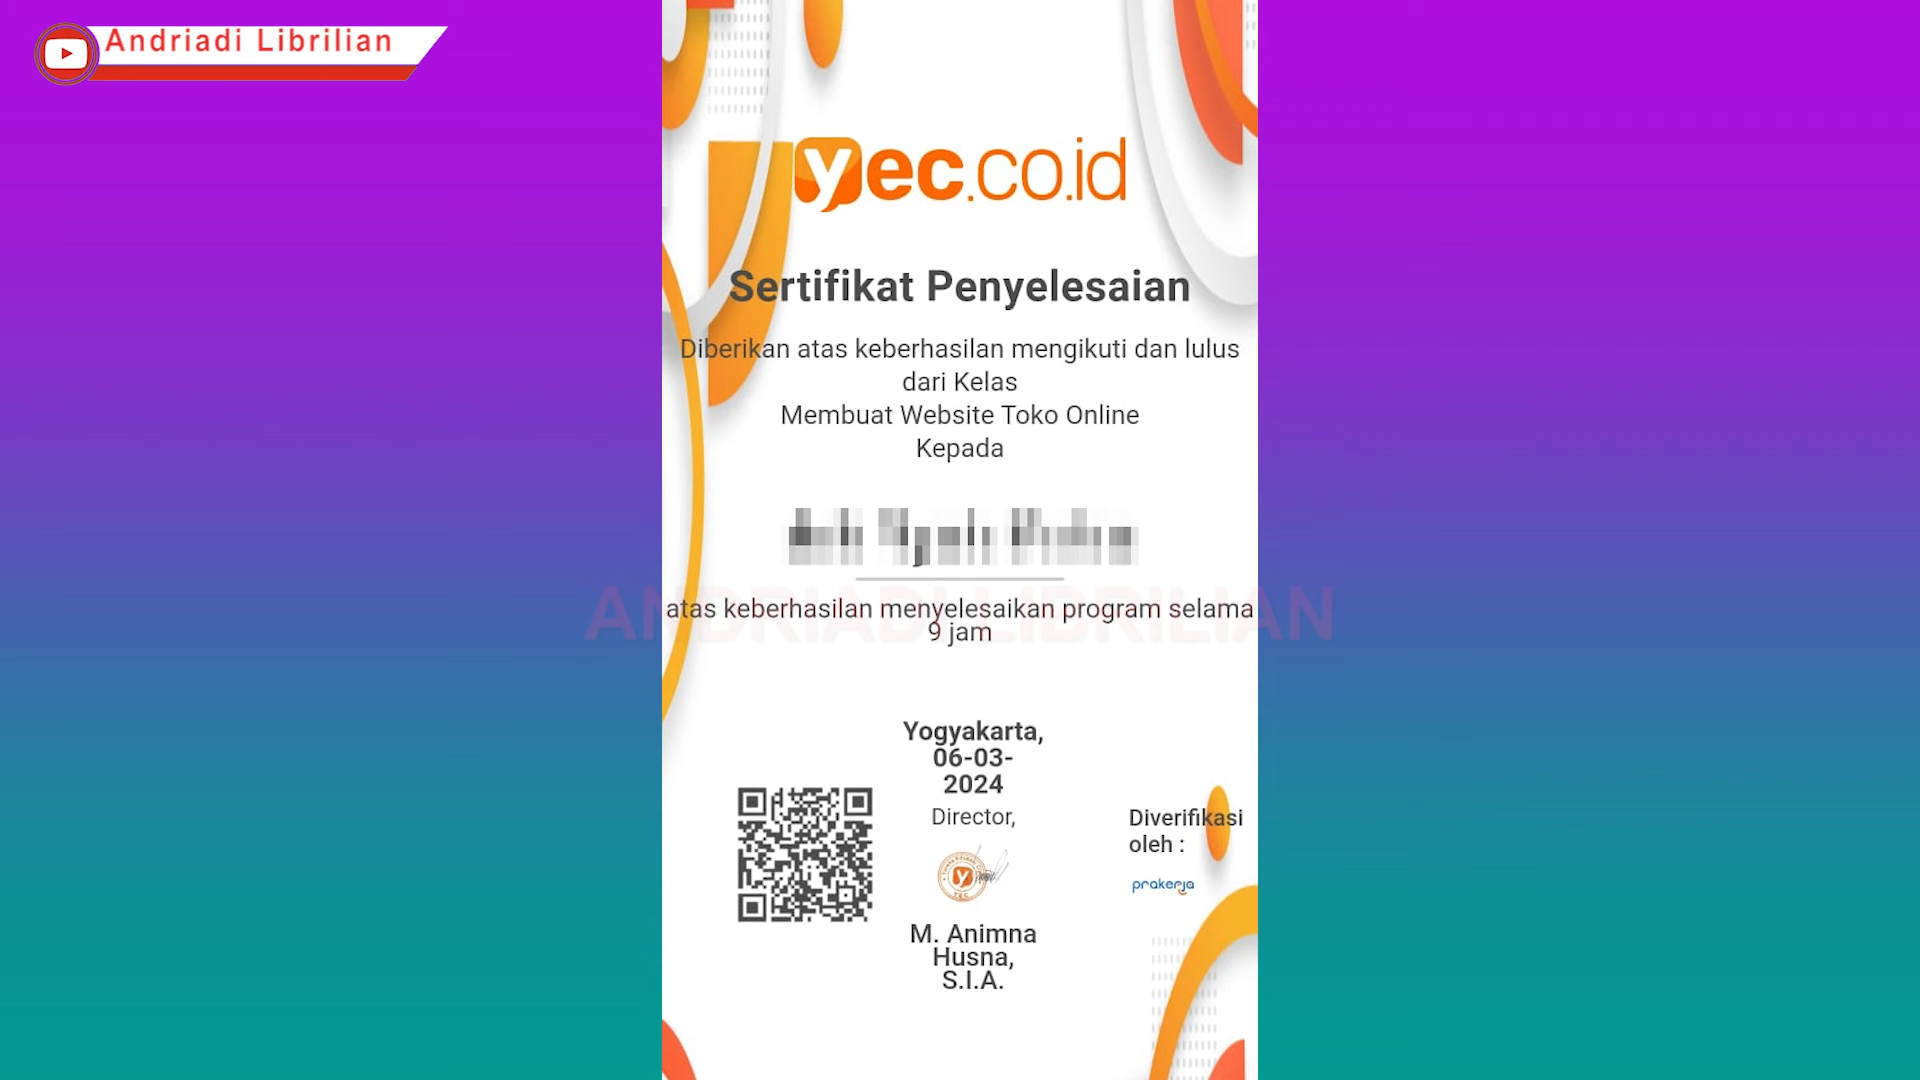 Andriadi Librilian
yec.co.id
Sertifikat Penyelesaian
Diberikan atas keberhasilan mengikuti dan lulus
dari Kelas
Membuat Website Toko Online
Kepada
atas keberhasilan menyelesaikan program selama
9 jam
ANDRIADI LIBRILIAN
Yogyakarta,
06-03-
2024
Director,
M. Animna
Husna,
S.I.A.
Diverifikasi
oleh :
prakerja